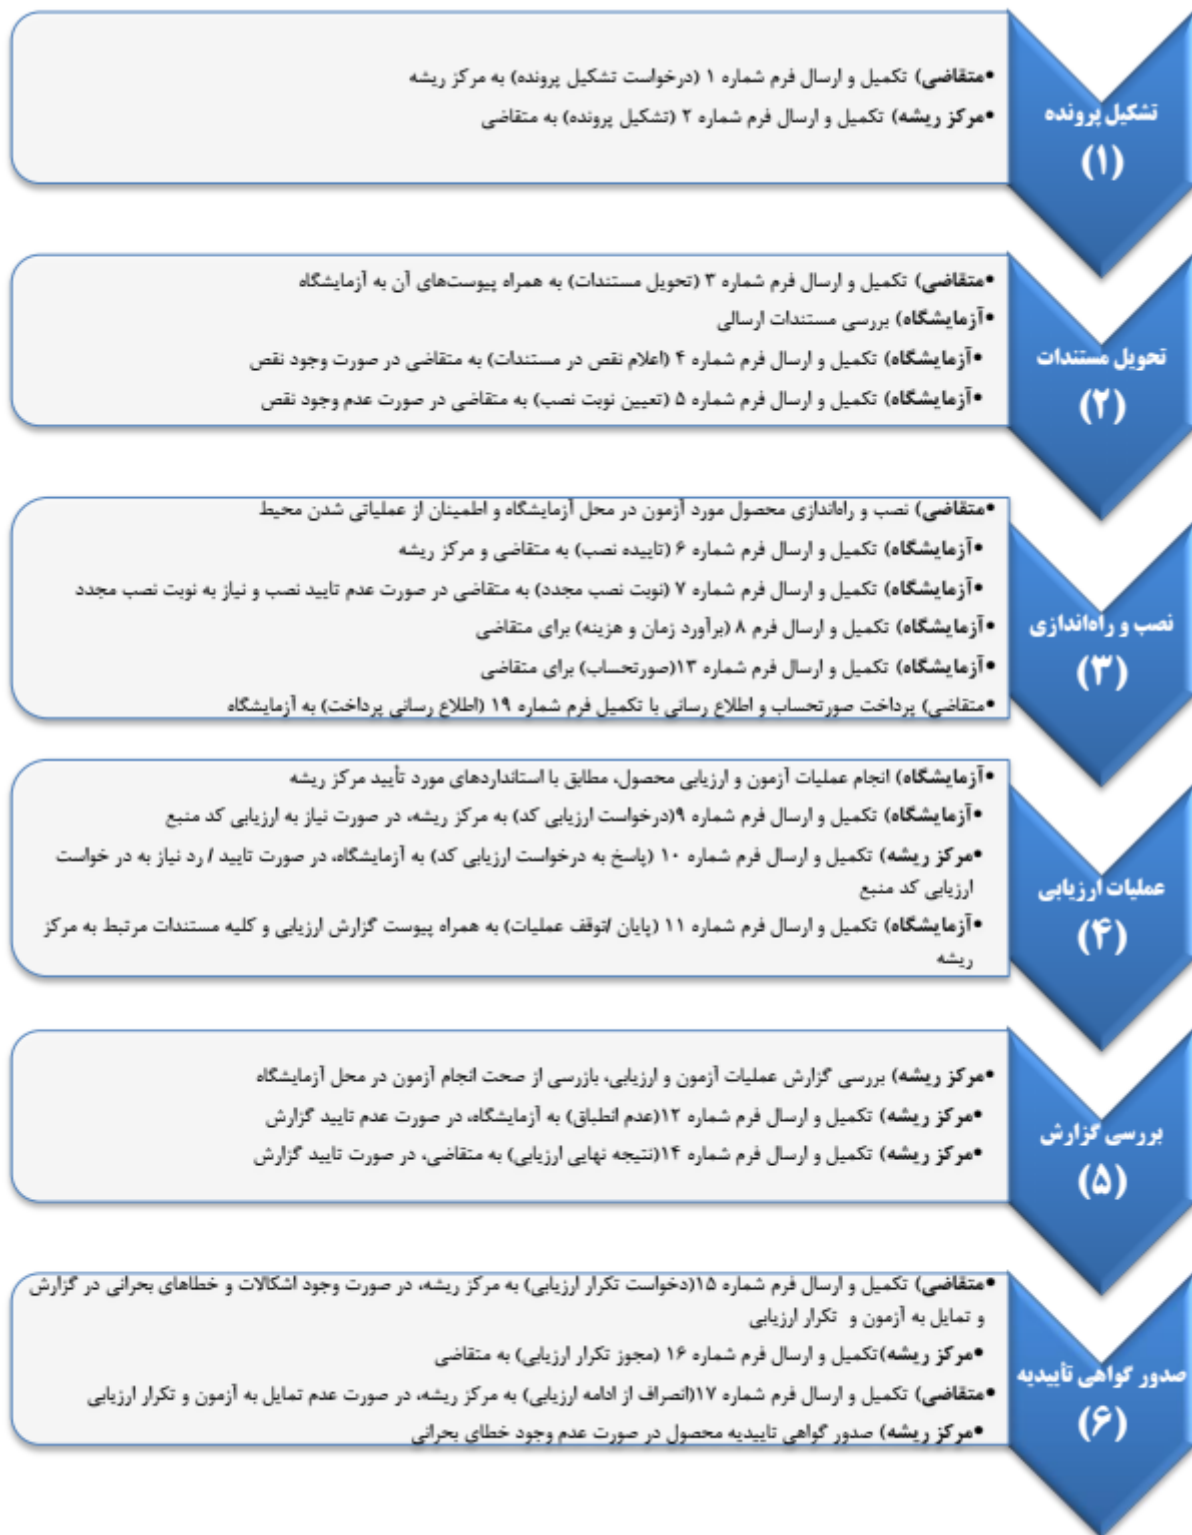 تشکیل پرونده
(۱)
•متقاضی) تکمیل و ارسال فرم شماره ۱ (درخواست تشکیل پرونده) به مرکز ریشه
•مرکز ریشه) تکمیل و ارسال فرم شماره ۲ (تشکیل پرونده) به متقاضی
تحویل مستندات
(۲)
•متقاضی) تکمیل و ارسال فرم شماره ۳ (تحویل مستندات) به همراه پیوست‌های آن به آزمایشگاه
•آزمایشگاه) بررسی مستندات ارسالی
•آزمایشگاه) تکمیل و ارسال فرم شماره ۴ (اعلام نقص در مستندات) به متقاضی در صورت وجود نقص
•آزمایشگاه) تکمیل و ارسال فرم شماره ۵ (تعیین نوبت نصب) به متقاضی در صورت عدم وجود نقص
نصب و راه‌اندازی
(۳)
•متقاضی) نصب و راه‌اندازی محصول مورد آزمون در محل آزمایشگاه و اطمینان از عملیاتی شدن محیط
•آزمایشگاه) تکمیل و ارسال فرم شماره ۶ (تاییده نصب) به متقاضی و مرکز ریشه
•آزمایشگاه) تکمیل و ارسال فرم شماره ۷ (نوبت نصب مجدد) به متقاضی در صورت عدم تایید نصب و نیاز به نوبت نصب مجدد
•آزمایشگاه) تکمیل و ارسال فرم ۸ (برآورد زمان و هزینه) برای متقاضی
•آزمایشگاه) تکمیل و ارسال فرم شماره ۱۳(صورتحساب) برای متقاضی
•متقاضی) پرداخت صورتحساب و اطلاع رسانی با تکمیل فرم شماره ۱۹ (اطلاع رسانی پرداخت) به آزمایشگاه
عملیات ارزیابی
(۴)
•آزمایشگاه) انجام عملیات آزمون و ارزیابی محصول، مطابق با استانداردهای مورد تأیید مرکز ریشه
•آزمایشگاه) تکمیل و ارسال فرم شماره ۹(درخواست ارزیابی کد) به مرکز ریشه، در صورت نیاز به ارزیابی کد منبع
•مرکز ریشه) تکمیل و ارسال فرم شماره ۱۰ (پاسخ به درخواست ارزیابی کد) به آزمایشگاه، در صورت تایید / رد نیاز به در خواست
ارزیابی کد منبع
•آزمایشگاه) تکمیل و ارسال فرم شماره ۱۱ (پایان /توقف عملیات) به همراه پیوست گزارش ارزیابی و کلیه مستندات مرتبط به مرکز
ریشه
بررسی گزارش
(۵)
•مرکز ریشه) بررسی گزارش عملیات آزمون و ارزیابی، بازرسی از صحت انجام آزمون در محل آزمایشگاه
•مرکز ریشه) تکمیل و ارسال فرم شماره ۱۲(عدم انطباق) به آزمایشگاه، در صورت عدم تایید گزارش
•مرکز ریشه) تکمیل و ارسال فرم شماره ۱۴(نتیجه نهایی ارزیابی) به متقاضی، در صورت تایید گزارش
صدور گواهی تأییدیه
(۶)
•متقاضی) تکمیل و ارسال فرم شماره ۱۵(دخواست تکرار ارزیابی) به مرکز ریشه، در صورت وجود اشکالات و خطاهای بحرانی در گزارش
و تمایل به آزمون و تکرار ارزیابی
•مرکز ریشه)تکمیل و ارسال فرم شماره ۱۶ (مجوز تکرار ارزیابی) به متقاضی
•متقاضی) تکمیل و ارسال فرم شماره ۱۷(انصراف از ادامه ارزیابی) به مرکز ریشه، در صورت عدم تمایل به آزمون و تکرار ارزیابی
•مرکز ریشه) صدور گواهی تاییدیه محصول در صورت عدم وجود خطای بحرانی